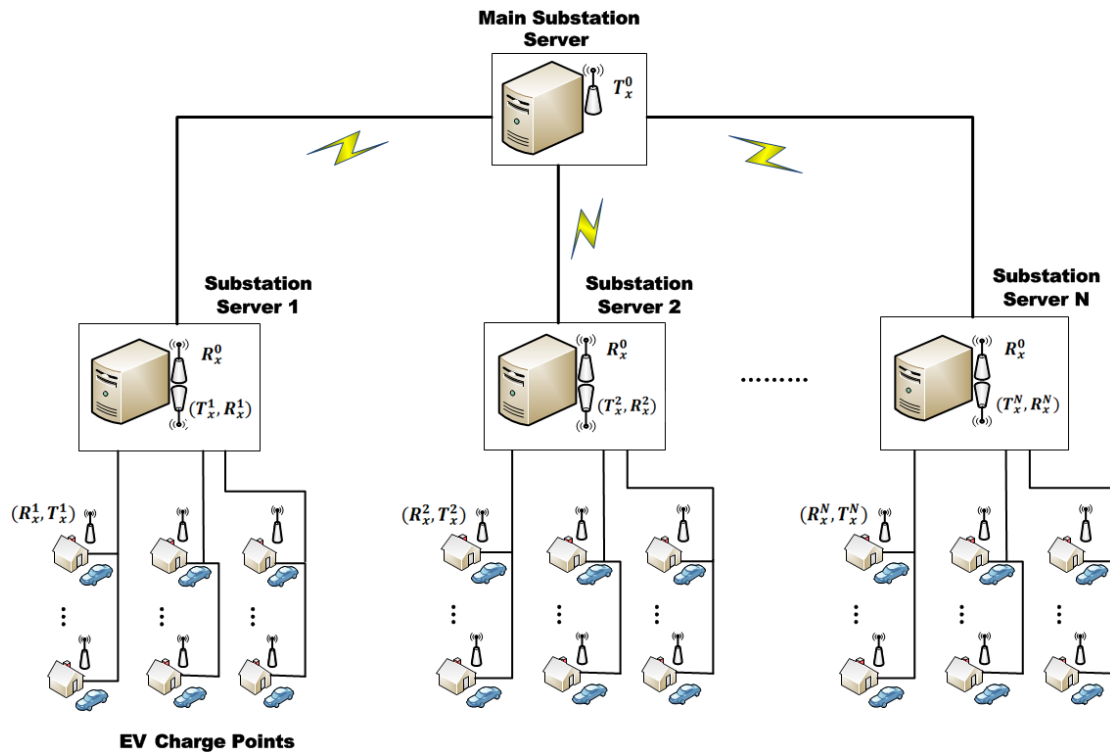 Main Substation
Server
$T_x^0$
Substation
Server 1
Substation
Server 2
Substation
Server N
$R_x^0$
$(T_x^1, R_x^1)$
$R_x^0$
$(T_x^2, R_x^2)$
..........
$R_x^0$
$(T_x^N, R_x^N)$
$(R_x^1, T_x^1)$
$(R_x^2, T_x^2)$
$(R_x^N, T_x^N)$
EV Charge Points